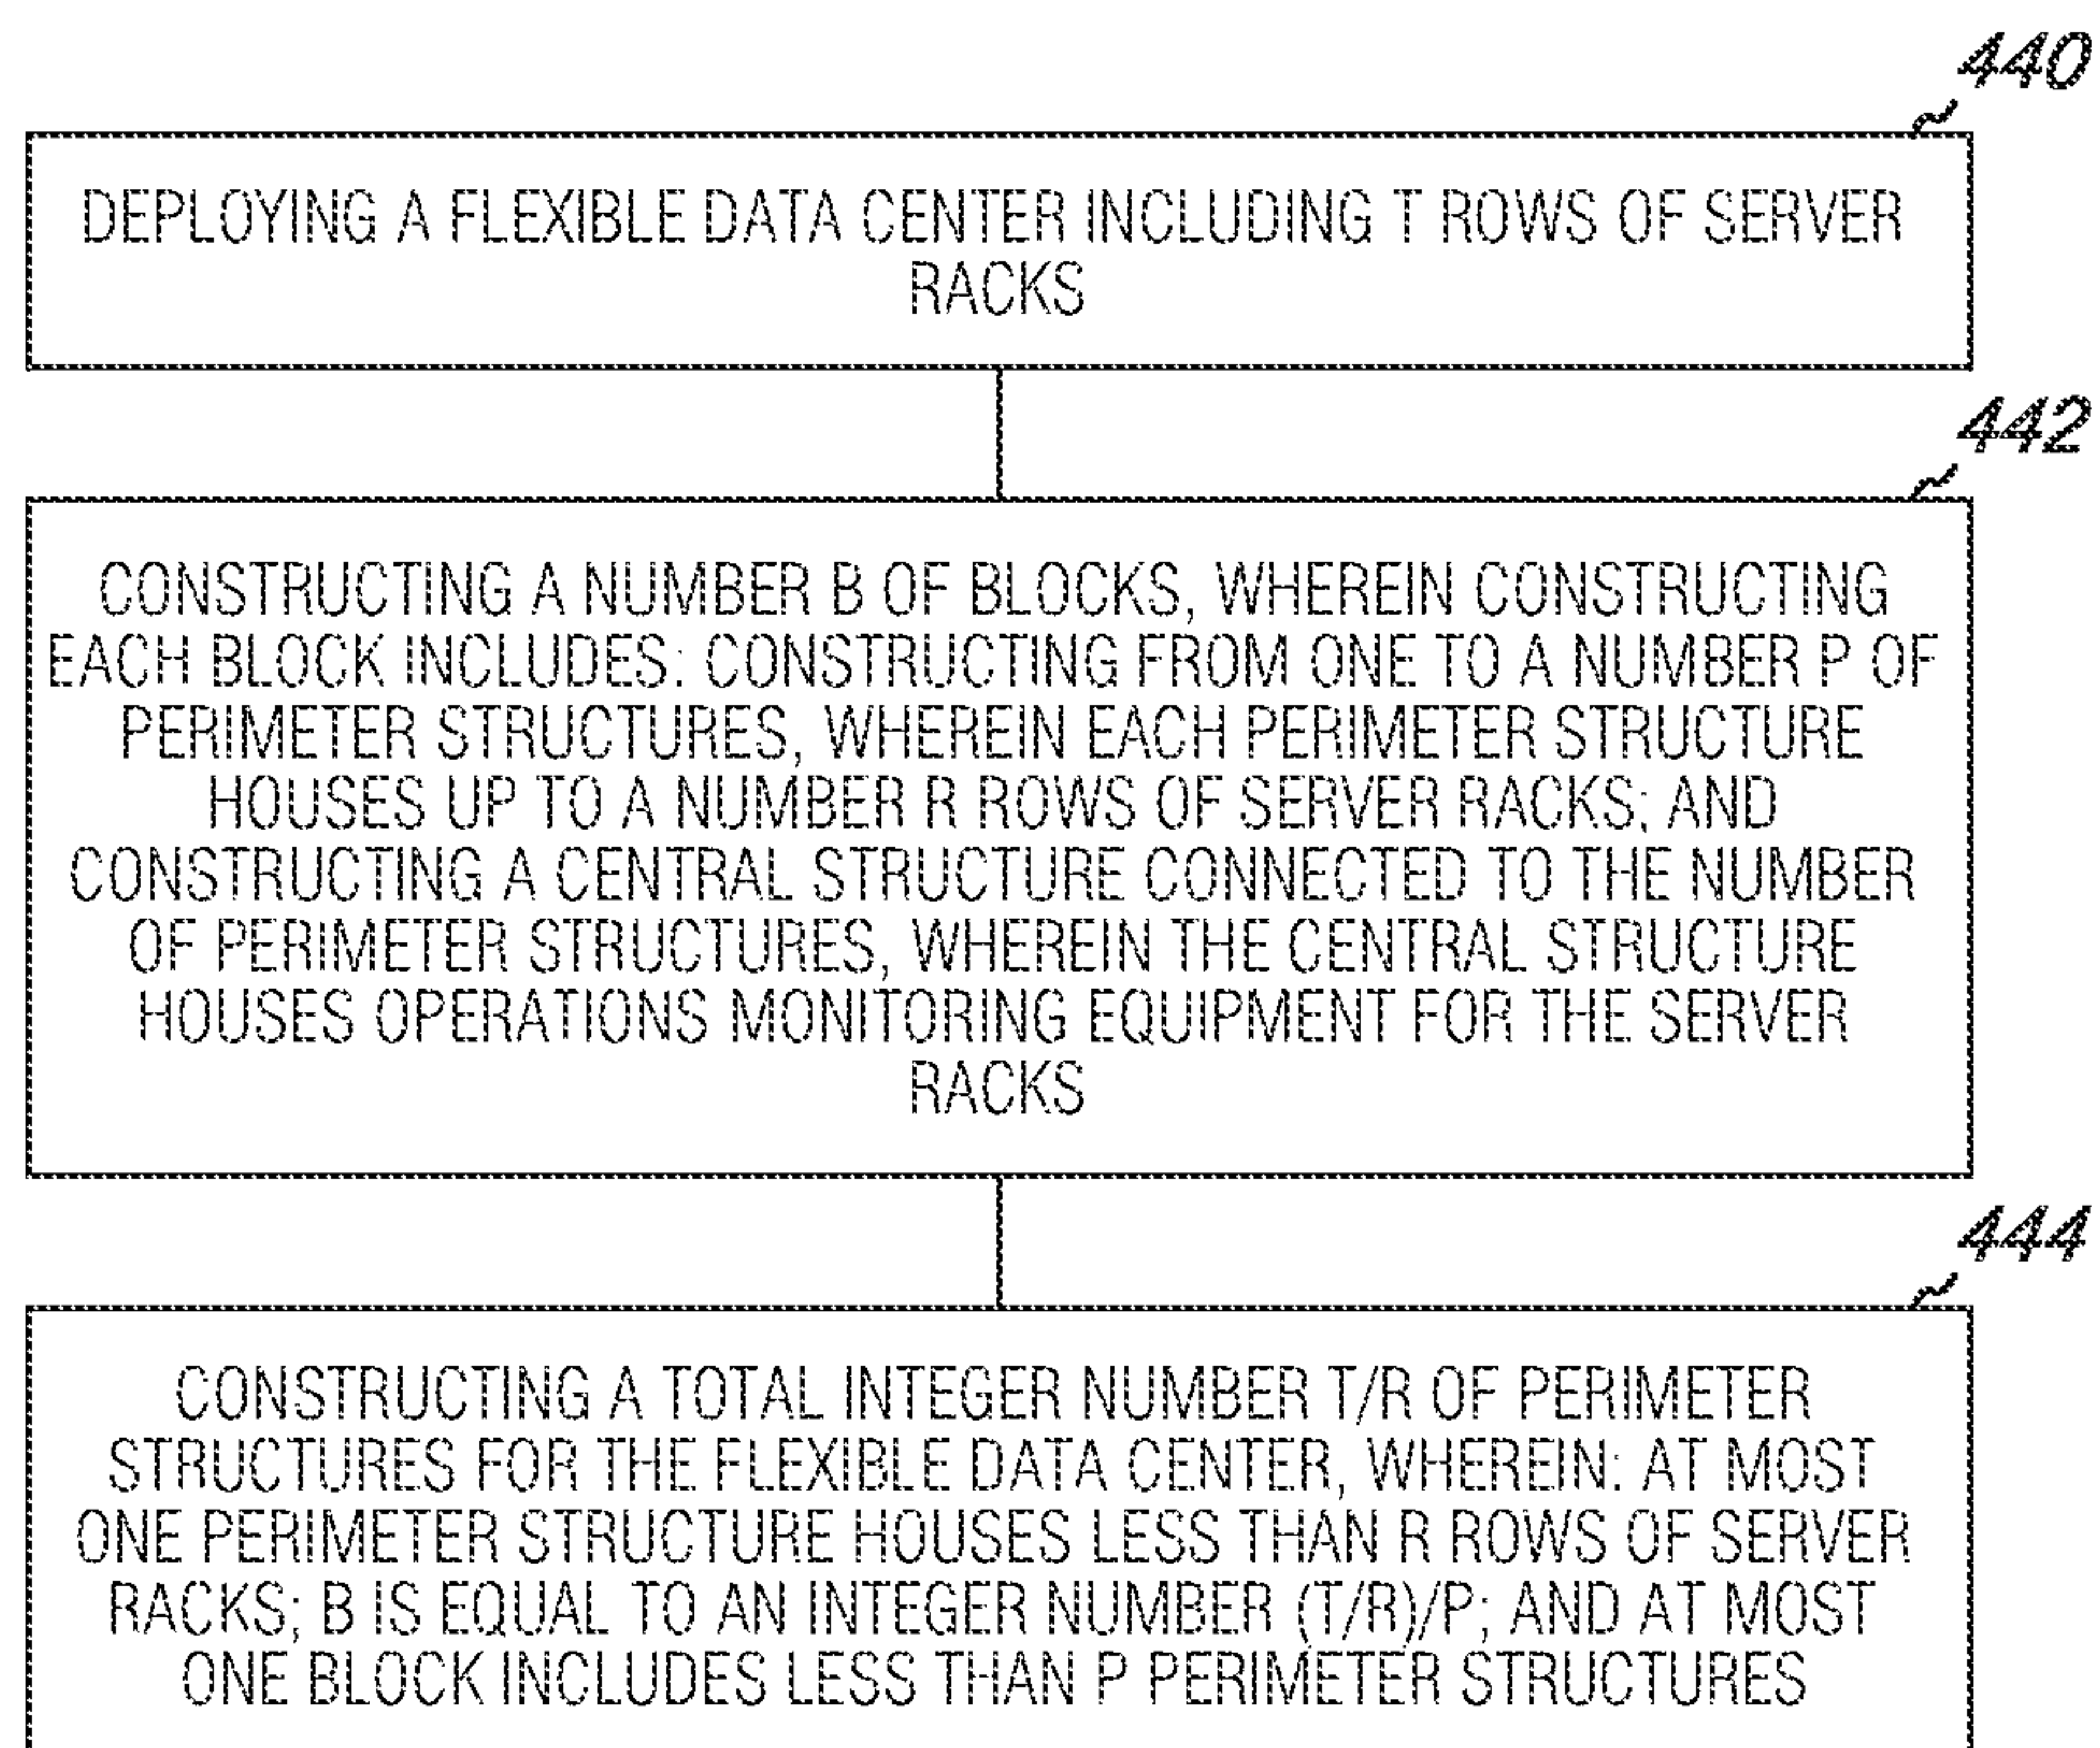 440
DEPLOYING A FLEXIBLE DATA CENTER INCLUDING T ROWS OF SERVER
RACKS
442
CONSTRUCTING A NUMBER B OF BLOCKS, WHEREIN CONSTRUCTING
EACH BLOCK INCLUDES: CONSTRUCTING FROM ONE TO A NUMBER P OF
PERIMETER STRUCTURES, WHEREIN EACH PERIMETER STRUCTURE
HOUSES UP TO A NUMBER R ROWS OF SERVER RACKS; AND
CONSTRUCTING A CENTRAL STRUCTURE CONNECTED TO THE NUMBER
OF PERIMETER STRUCTURES, WHEREIN THE CENTRAL STRUCTURE
HOUSES OPERATIONS MONITORING EQUIPMENT FOR THE SERVER
RACKS
444
CONSTRUCTING A TOTAL INTEGER NUMBER T/R OF PERIMETER
STRUCTURES FOR THE FLEXIBLE DATA CENTER, WHEREIN: AT MOST
ONE PERIMETER STRUCTURE HOUSES LESS THAN R ROWS OF SERVER
RACKS; B IS EQUAL TO AN INTEGER NUMBER (T/R)/P; AND AT MOST
ONE BLOCK INCLUDES LESS THAN P PERIMETER STRUCTURES